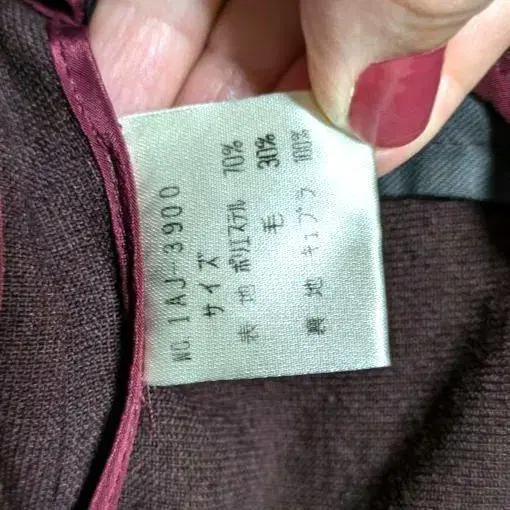 NO. 1AJ-3900
サイズ
表 地 ポリエステル 70%
毛 30%
裏 地 キュプラ 100%